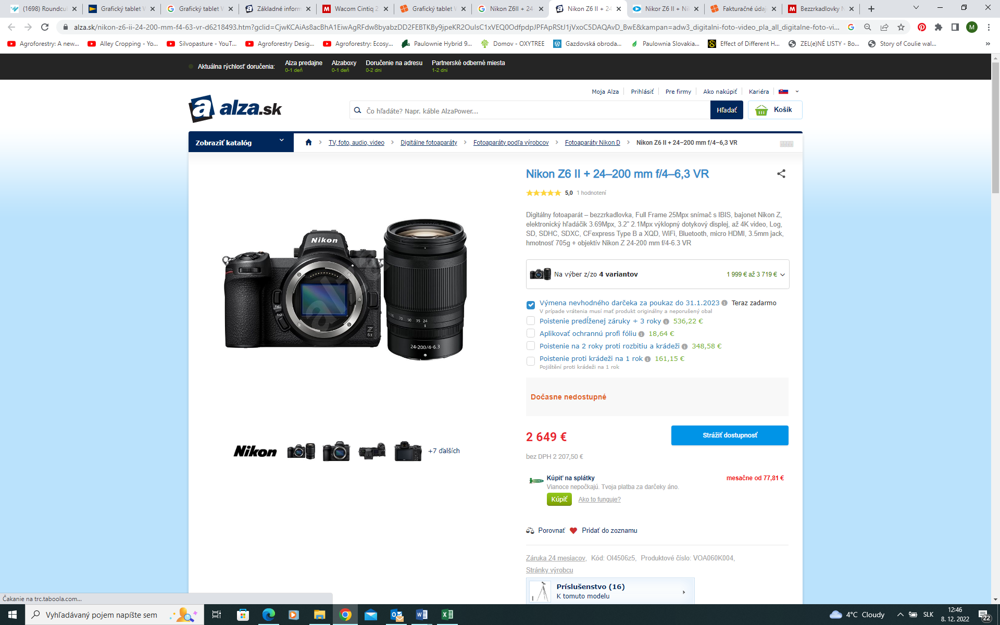 (1698) Roundcu
Grafický tablet W
Grafický tablet W
Základné inform
Wacom Cintiq 2
Grafický tablet W
Nikon Z6II + 24
Nikon Z6 II + 24
Nikor Z6 II + Nil
Fakturačné údaj
Bezzrkadlovky N
alza.sk/nikon-z6-ii-24-200-mm-f4-63-vr-d6218493.htm?gclid=CjwKCAiAs8acBhA1EiwAgRFdw8byabzDD2FEBTKBy9jpeKR2OuIsC1xVEQ0OdfpdpJPFApRStJ1jVxoC5DAQAvD_BwE&kampan=adw3_digitalni-foto-video_pla_all_digitalne-foto-vi...
M
Agroforestry: A new...
Alley Cropping - Yo...
Silvopasture - YouT...
Agroforestry Desig...
Agroforestry: Ecosy...
Paulownie Hybrid 9...
Domov - OXYTREE
Gazdovská obroda...
Paulownia Slovakia...
Effect of Different H...
ZEL(e)NÉ LISTY - Bo...
Story of Coulie wal...
»
Aktuálna rýchlosť doručenia:
Alza predajne
0-1 deň
Alzaboxy
0-1 deň
Doručenie na adresu
0-2 dni
Partnerské odberné miesta
1-2 dni
Moja Alza
Prihlásiť
Pre firmy
Ako nakúpiť
Kariéra
alza.sk
Čo hľadáte? Napr. káble AlzaPower...
Hľadať
Košík
Zobraziť katalóg
TV, foto, audio, video
Digitálne fotoaparáty
Fotoaparáty podľa výrobcov
Fotoaparáty Nikon D
Nikon Z6 II + 24–200 mm f/4–6,3 VR
Nikon Z6 II + 24–200 mm f/4–6,3 VR
5,0 1 hodnotení
Digitálny fotoaparát – bezzrkadlovka, Full Frame 25Mpx snímač s IBIS, bajonet Nikon Z,
elektronický hľadáčik 3.69Mpx, 3.2" 2.1Mpx výklopný dotykový displej, až 4K video, Log,
SD, SDHC, SDXC, CFexpress Type B a XQD, WiFi, Bluetooth, micro HDMI, 3.5mm jack,
hmotnosť 705g + objektív Nikon Z 24-200 mm f/4-6.3 VR
Nikon
alza
Fn1
Fn2
Z
6II
70 50 35 24
24-200/4-6.3
Na výber z/zo 4 variantov
1 999 € až 3 719 €
Výmena nevhodného darčeka za poukaz do 31.1.2023 Teraz zadarmo
V prípade vrátenia musí mať produkt originálny a neporušený obal
Poistenie predĺženej záruky + 3 roky 536,22 €
Aplikovať ochrannú profi fóliu 18,64 €
Poistenie na 2 roky proti rozbitiu a krádeži 348,58 €
Poistenie proti krádeži na 1 rok 161,15 €
Pojištění proti krádeži na 1 rok
Dočasne nedostupné
2 649 €
Strážiť dostupnosť
bez DPH 2 207,50 €
Nikon
+7 ďalších
Kúpiť na splátky
mesačne od 77,81 €
Vianoce nepočkajú. Tvoja platba za darčeky áno.
Kúpiť
Ako to funguje?
Porovnať
Pridať do zoznamu
Záruka 24 mesiacov, Kód: OI4506z5, Produktové číslo: VOA060K004,
Stránky výrobcu
Príslušenstvo (16)
K tomuto modelu
Čakanie na trc.taboola.com...
Vyhľadávaný pojem napíšte sem
4°C Cloudy
SLK
12:46
8. 12. 2022
22